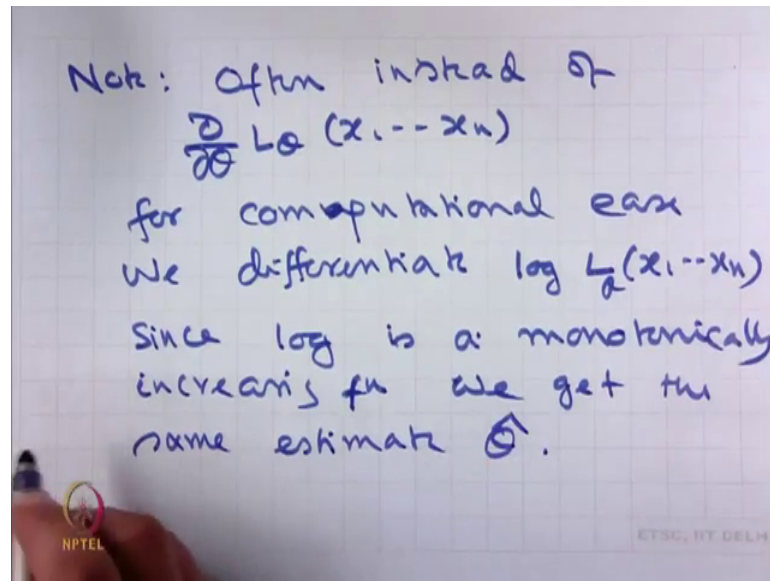 Note: Often instead of
∂/∂θ Lθ (x1 -- xn)
for computational ease
we differentiate log Lθ(x1 -- xn)
Since log is a monotonically
increasing fn we get the
same estimate θ̂.
NPTEL
ETSC, IIT DELHI